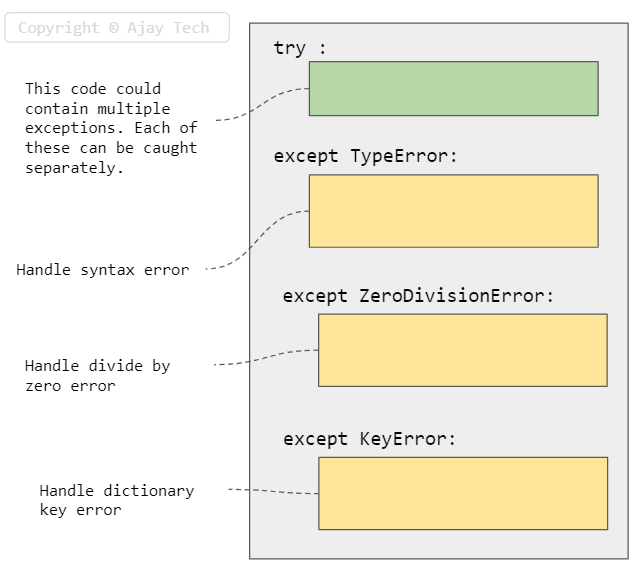 Copyright © Ajay Tech
try :
This code could
contain multiple
exceptions. Each of
these can be caught
separately.
except TypeError:
Handle syntax error
except ZeroDivisionError:
Handle divide by
zero error
except KeyError:
Handle dictionary
key error